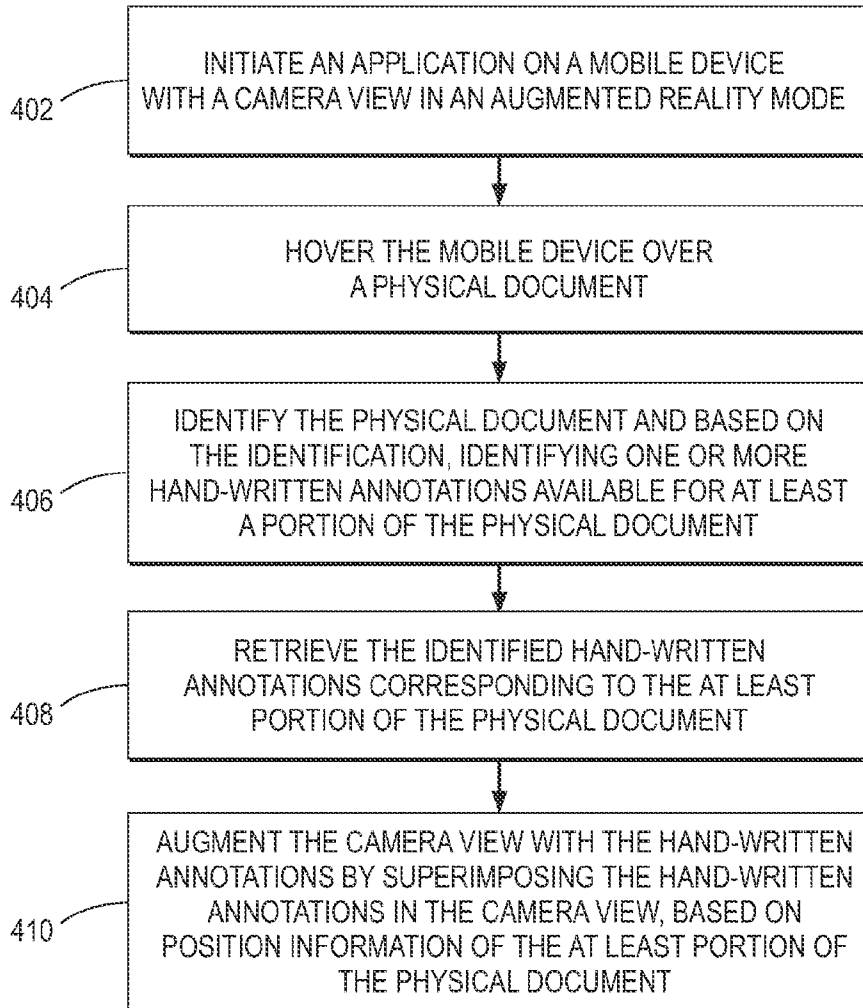 402
INITIATE AN APPLICATION ON A MOBILE DEVICE
WITH A CAMERA VIEW IN AN AUGMENTED REALITY MODE
404
HOVER THE MOBILE DEVICE OVER
A PHYSICAL DOCUMENT
406
IDENTIFY THE PHYSICAL DOCUMENT AND BASED ON
THE IDENTIFICATION, IDENTIFYING ONE OR MORE
HAND-WRITTEN ANNOTATIONS AVAILABLE FOR AT LEAST
A PORTION OF THE PHYSICAL DOCUMENT
408
RETRIEVE THE IDENTIFIED HAND-WRITTEN
ANNOTATIONS CORRESPONDING TO THE AT LEAST
PORTION OF THE PHYSICAL DOCUMENT
410
AUGMENT THE CAMERA VIEW WITH THE HAND-WRITTEN
ANNOTATIONS BY SUPERIMPOSING THE HAND-WRITTEN
ANNOTATIONS IN THE CAMERA VIEW, BASED ON
POSITION INFORMATION OF THE AT LEAST PORTION OF
THE PHYSICAL DOCUMENT